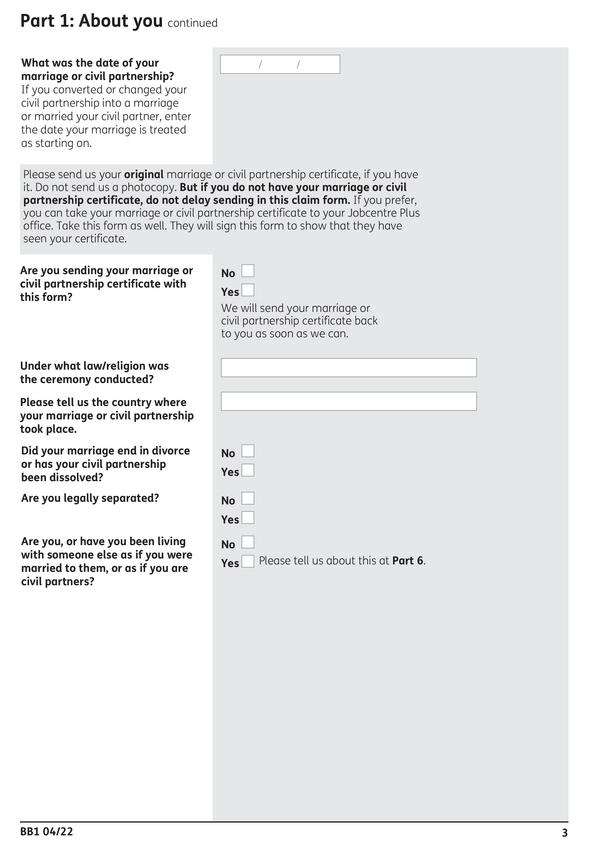 Part 1: About you continued
What was the date of your
marriage or civil partnership?
If you converted or changed your
civil partnership into a marriage
or married your civil partner, enter
the date your marriage is treated
as starting on.
/ /
Please send us your original marriage or civil partnership certificate, if you have
it. Do not send us a photocopy. But if you do not have your marriage or civil
partnership certificate, do not delay sending in this claim form. If you prefer,
you can take your marriage or civil partnership certificate to your Jobcentre Plus
office. Take this form as well. They will sign this form to show that they have
seen your certificate.
Are you sending your marriage or
civil partnership certificate with
this form?
No
Yes
We will send your marriage or
civil partnership certificate back
to you as soon as we can.
Under what law/religion was
the ceremony conducted?
Please tell us the country where
your marriage or civil partnership
took place.
Did your marriage end in divorce
or has your civil partnership
been dissolved?
No
Yes
Are you legally separated?
No
Yes
Are you, or have you been living
with someone else as if you were
married to them, or as if you are
civil partners?
No
Yes Please tell us about this at Part 6.
BB1 04/22 3